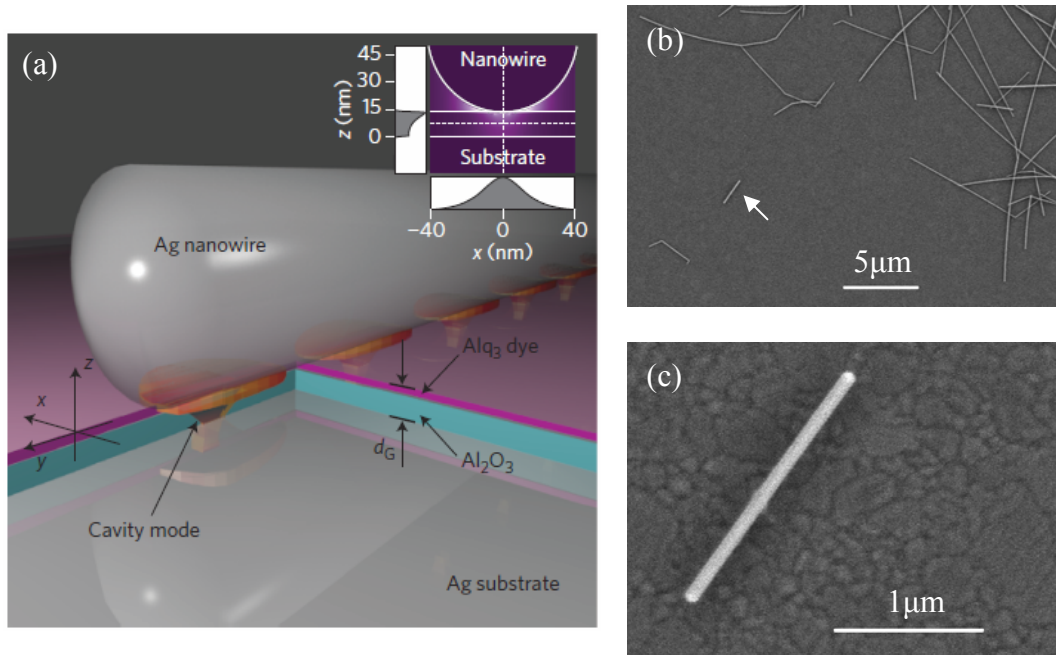 (a)
45
30
15
0
z (nm)
Nanowire
Substrate
−40
0
40
x (nm)
Ag nanowire
z
x
y
Alq₃ dye
d_G
Al₂O₃
Cavity mode
Ag substrate
(b)
5μm
(c)
1μm